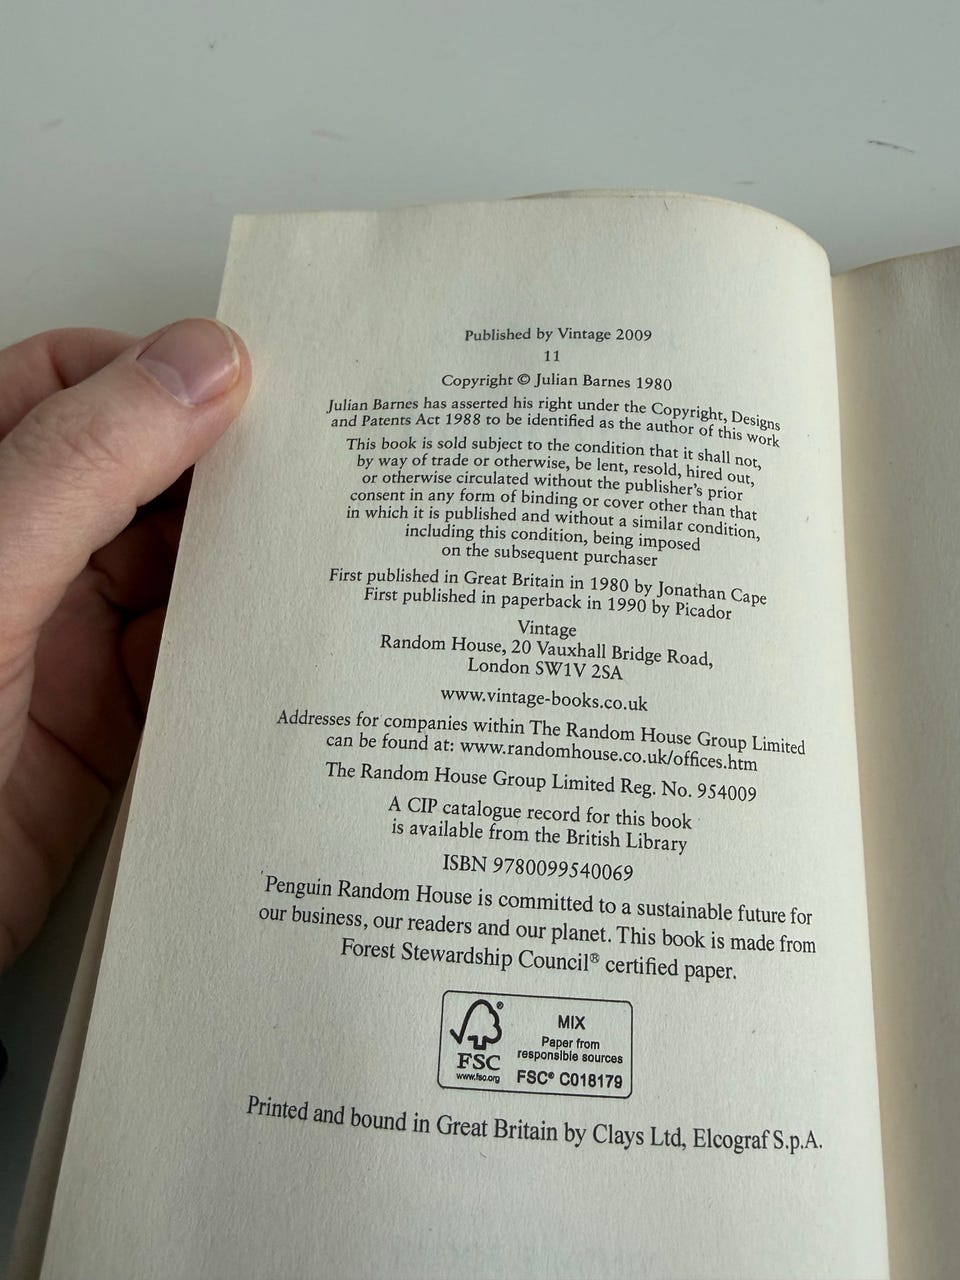 Published by Vintage 2009
11
Copyright © Julian Barnes 1980
Julian Barnes has asserted his right under the Copyright, Designs
and Patents Act 1988 to be identified as the author of this work
This book is sold subject to the condition that it shall not,
by way of trade or otherwise, be lent, resold, hired out,
or otherwise circulated without the publisher's prior
consent in any form of binding or cover other than that
in which it is published and without a similar condition,
including this condition, being imposed
on the subsequent purchaser
First published in Great Britain in 1980 by Jonathan Cape
First published in paperback in 1990 by Picador
Vintage
Random House, 20 Vauxhall Bridge Road,
London SW1V 2SA
www.vintage-books.co.uk
Addresses for companies within The Random House Group Limited
can be found at: www.randomhouse.co.uk/offices.htm
The Random House Group Limited Reg. No. 954009
A CIP catalogue record for this book
is available from the British Library
ISBN 9780099540069
Penguin Random House is committed to a sustainable future for
our business, our readers and our planet. This book is made from
Forest Stewardship Council® certified paper.
®
FSC
www.fsc.org
MIX
Paper from
responsible sources
FSC® C018179
Printed and bound in Great Britain by Clays Ltd, Elcograf S.p.A.